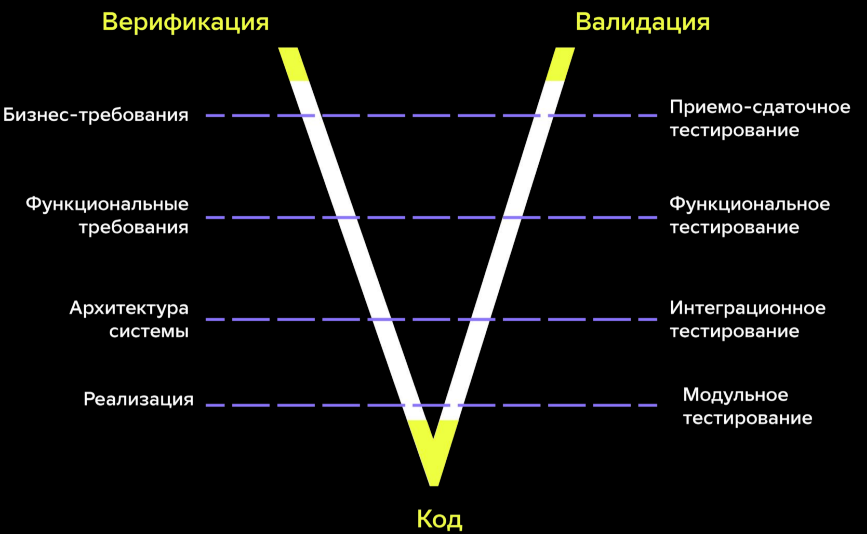 Верификация
Валидация
Бизнес-требования
Приемо-сдаточное
тестирование
Функциональные
требования
Функциональное
тестирование
Архитектура
системы
Интеграционное
тестирование
Реализация
Модульное
тестирование
Код